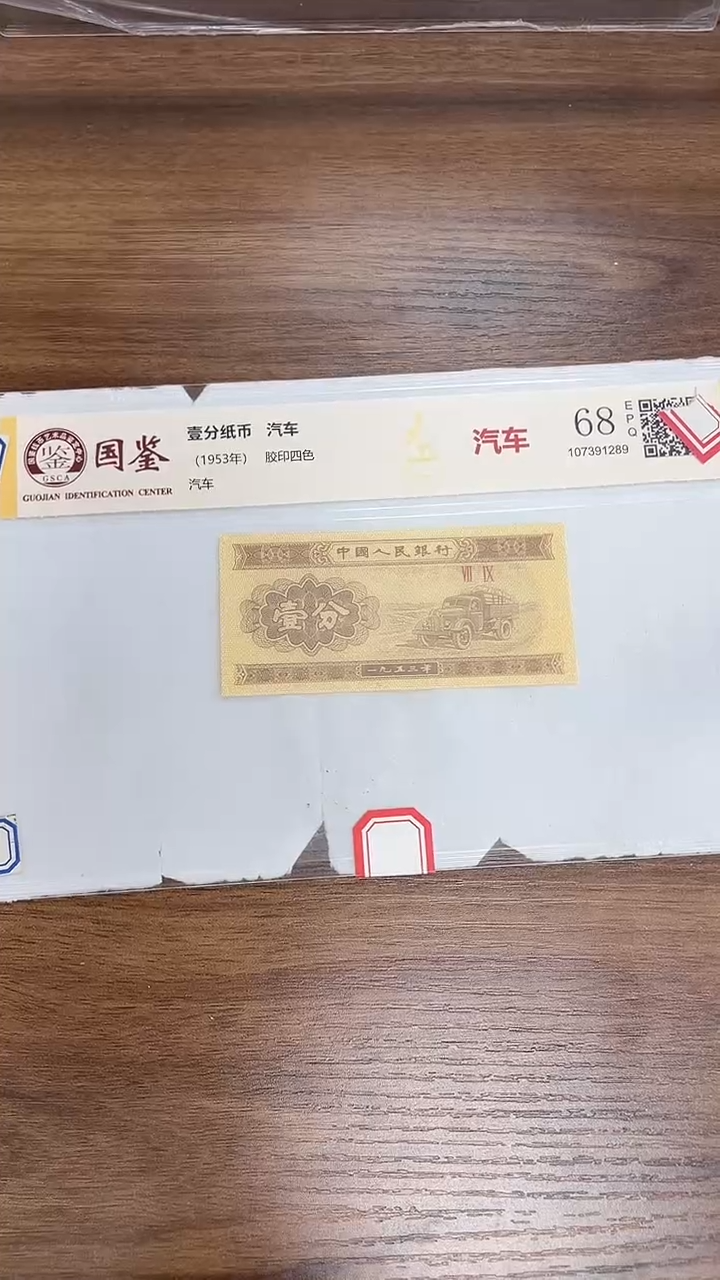 国鉴
GSCA
GUOJIAN IDENTIFICATION CENTER
壹分纸币 汽车
(1953年) 胶印四色
汽车
汽车
68
EPQ
107391289
中國人民銀行
VII IX
壹分
一九五三年